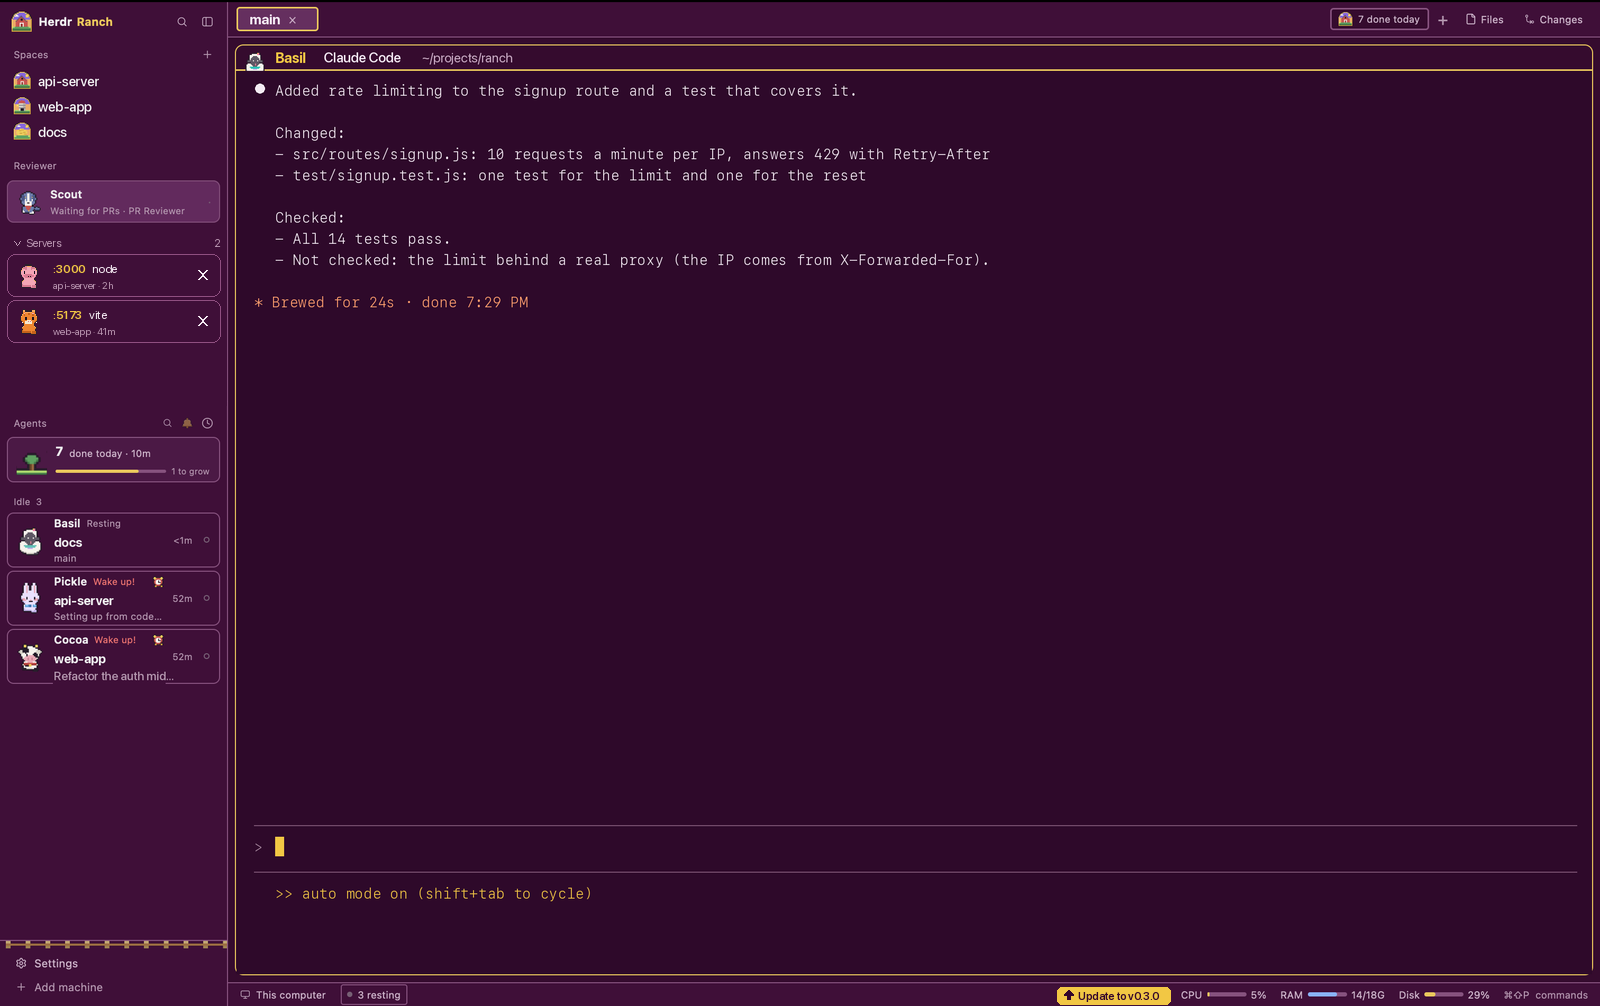 Herdr Ranch
Spaces
api-server
web-app
docs
Reviewer
Scout
Waiting for PRs · PR Reviewer
Servers 2
:3000 node
api-server · 2h
:5173 vite
web-app · 41m
Agents
7 done today · 10m
1 to grow
Idle 3
Basil Resting
docs <1m
main
Pickle Wake up!
api-server 52m
Setting up from code...
Cocoa Wake up!
web-app 52m
Refactor the auth mid...
Settings
+ Add machine
main ×
7 done today + Files Changes
Basil Claude Code ~/projects/ranch
● Added rate limiting to the signup route and a test that covers it.
Changed:
– src/routes/signup.js: 10 requests a minute per IP, answers 429 with Retry-After
– test/signup.test.js: one test for the limit and one for the reset
Checked:
– All 14 tests pass.
– Not checked: the limit behind a real proxy (the IP comes from X-Forwarded-For).
* Brewed for 24s · done 7:29 PM
>
>> auto mode on (shift+tab to cycle)
This computer 3 resting Update to v0.3.0 CPU 5% RAM 14/18G Disk 29% ⌘⇧P commands